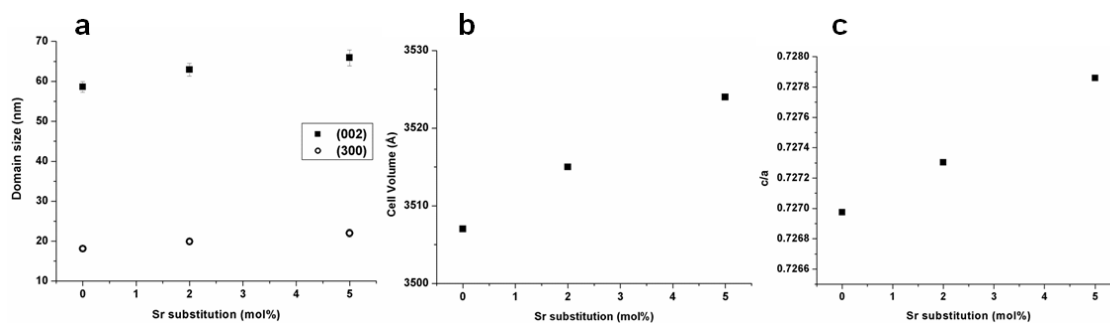 a
70
60
50
40
30
20
10
Domain size (nm)
(002)
(300)
0 1 2 3 4 5
Sr substitution (mol%)
b
3530
3520
3510
3500
Cell Volume (Å)
0 1 2 3 4 5
Sr substitution (mol%)
c
0.7280
0.7278
0.7276
0.7274
0.7272
0.7270
0.7268
0.7266
c/a
0 1 2 3 4 5
Sr substitution (mol%)